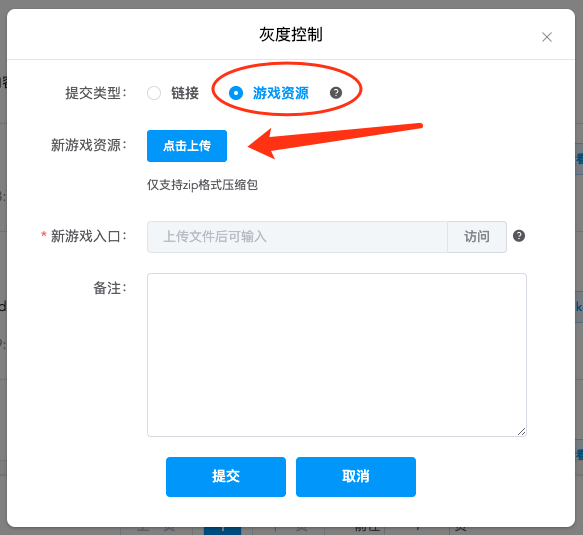 灰度控制
提交类型： 链接 游戏资源
新游戏资源： 点击上传
仅支持zip格式压缩包
* 新游戏入口： 上传文件后可输入 访问
备注：
提交 取消